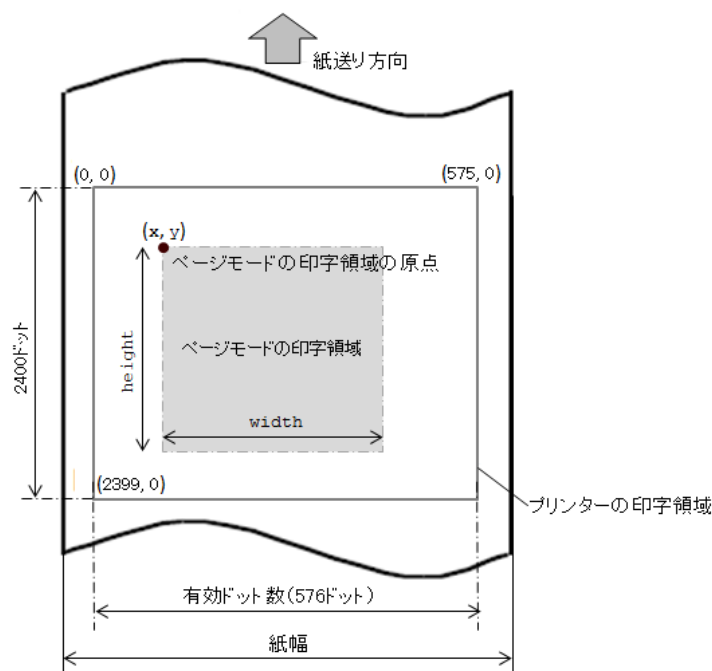 紙送り方向
(0, 0)
(575, 0)
(x, y)
ページモードの印字領域の原点
2400ドット
height
ページモードの印字領域
width
(2399, 0)
プリンターの印字領域
有効ドット数(576ドット)
紙幅